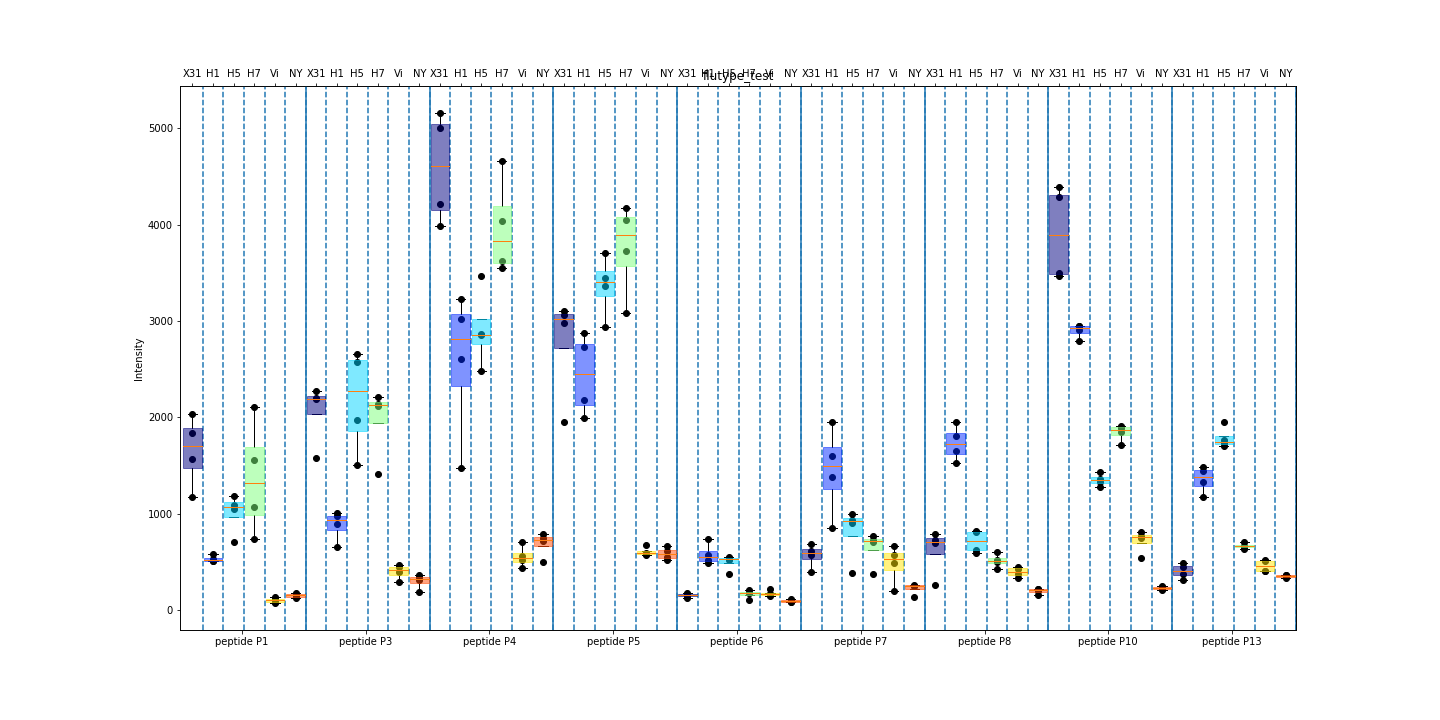 X31 H1 H5 H7 Vi NY X31 H1 H5 H7 Vi NY X31 H1 H5 H7 Vi NY X31 H1 H5 H7 Vi NY X31 H1 H5 H7 Vi NY X31 H1 H5 H7 Vi NY X31 H1 H5 H7 Vi NY X31 H1 H5 H7 Vi NY X31 H1 H5 H7 Vi NY
flutype_test
5000
4000
3000
2000
1000
0
Intensity
peptide P1 peptide P3 peptide P4 peptide P5 peptide P6 peptide P7 peptide P8 peptide P10 peptide P13